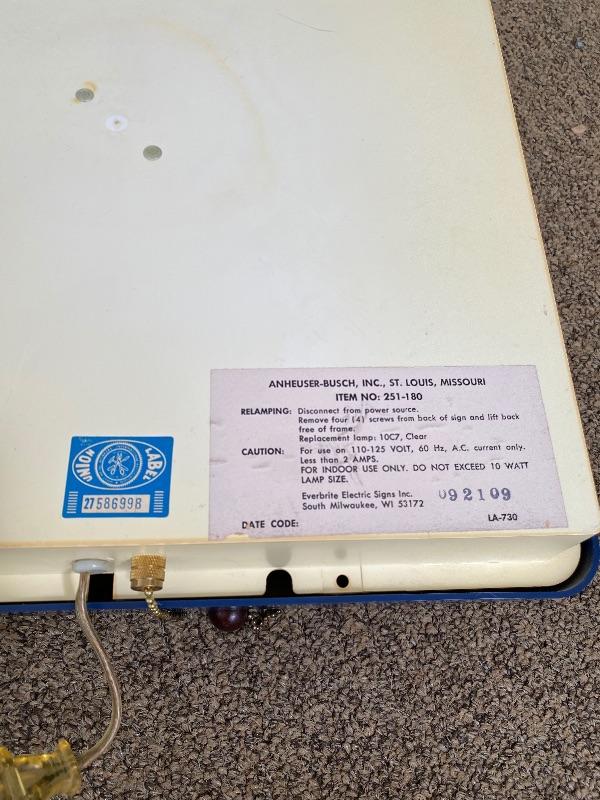 ANHEUSER-BUSCH, INC., ST. LOUIS, MISSOURI
ITEM NO: 251-180
RELAMPING: Disconnect from power source.
Remove four (4) screws from back of sign and lift back
free of frame.
Replacement lamp: 10C7, Clear
CAUTION: For use on 110-125 VOLT, 60 Hz, A.C. current only.
Less than 2 AMPS.
FOR INDOOR USE ONLY. DO NOT EXCEED 10 WATT
LAMP SIZE.
Everbrite Electric Signs Inc. 092109
South Milwaukee, WI 53172
DATE CODE: LA-730
UNION LABEL
27586998